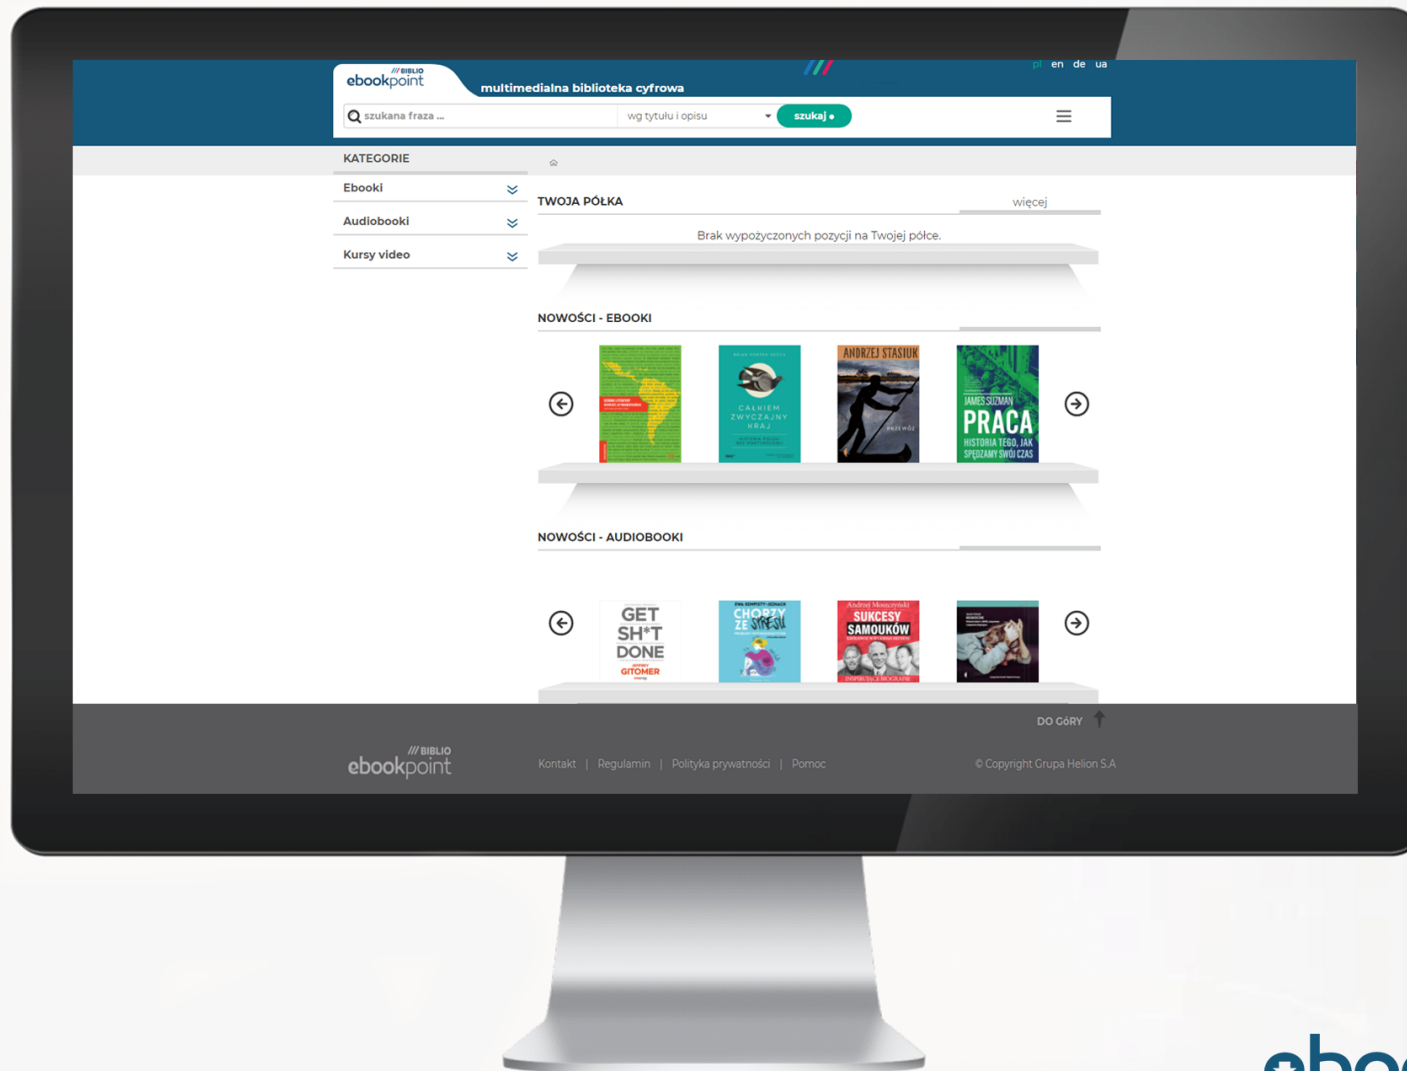 pl en de ua
/// BIBLIO
ebookpoint
multimedialna biblioteka cyfrowa
szukana fraza ...
wg tytułu i opisu
szukaj
KATEGORIE
Ebooki
Audiobooki
Kursy video
TWOJA PÓŁKA
więcej
Brak wypożyczonych pozycji na Twojej półce.
NOWOŚCI - EBOOKI
CAŁKIEM
ZWYCZAJNY
KRAJ
ANDRZEJ STASIUK
PRZEWÓZ
JAMES SUZMAN
PRACA
HISTORIA TEGO, JAK
SPĘDZAMY SWÓJ CZAS
NOWOŚCI - AUDIOBOOKI
GET
SH*T
DONE
JEFFREY
GITOMER
CHORZY
ZE STRESU
Andrzej Moszczyński
SUKCESY
SAMOUKÓW
INSPIRUJĄCE BIOGRAFIE
DO GÓRY
/// BIBLIO
ebookpoint
Kontakt | Regulamin | Polityka prywatności | Pomoc
© Copyright Grupa Helion S.A